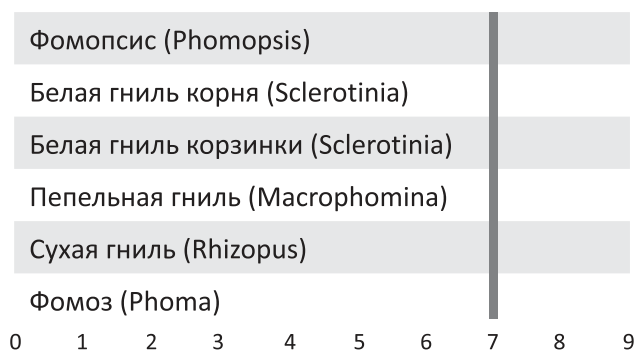 Фомопсис (Phomopsis)
Белая гниль корня (Sclerotinia)
Белая гниль корзинки (Sclerotinia)
Пепельная гниль (Macrophomina)
Сухая гниль (Rhizopus)
Фомоз (Phoma)
0 1 2 3 4 5 6 7 8 9